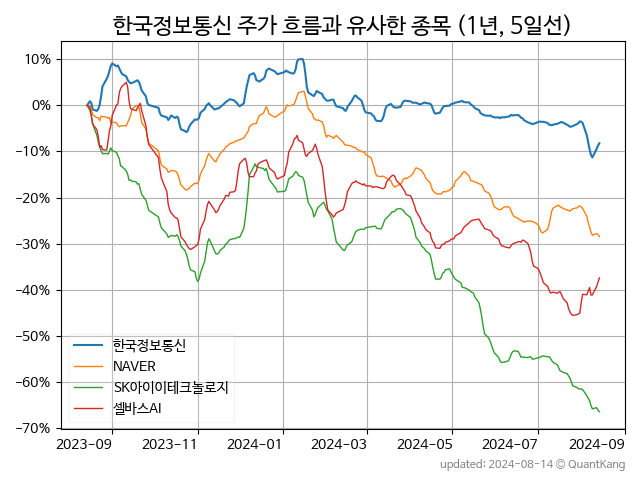 한국정보통신 주가 흐름과 유사한 종목 (1년, 5일선)
10%
0%
−10%
−20%
−30%
−40%
−50%
−60%
−70%
한국정보통신
NAVER
SK아이이테크놀로지
셀바스AI
2023-09
2023-11
2024-01
2024-03
2024-05
2024-07
2024-09
updated: 2024-08-14 © QuantKang